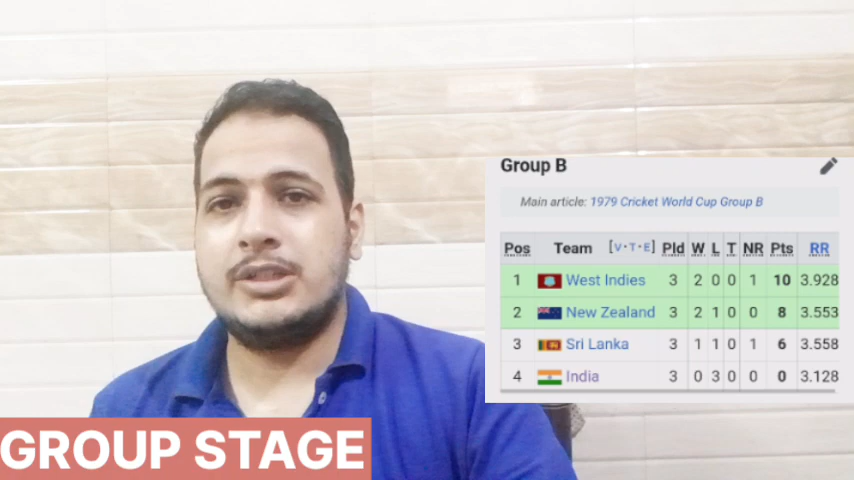 Group B
Main article: 1979 Cricket World Cup Group B
Pos Team [V·T·E] Pld W L T NR Pts RR
1 West Indies 3 2 0 0 1 10 3.928
2 New Zealand 3 2 1 0 0 8 3.553
3 Sri Lanka 3 1 1 0 1 6 3.558
4 India 3 0 3 0 0 0 3.128
GROUP STAGE